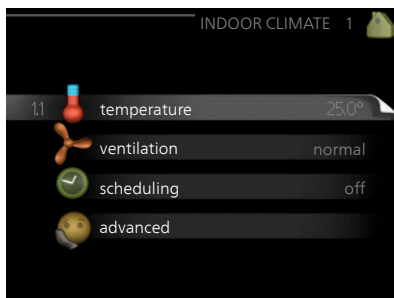 INDOOR CLIMATE 1
1.1 temperature 25.0°
ventilation normal
scheduling off
advanced